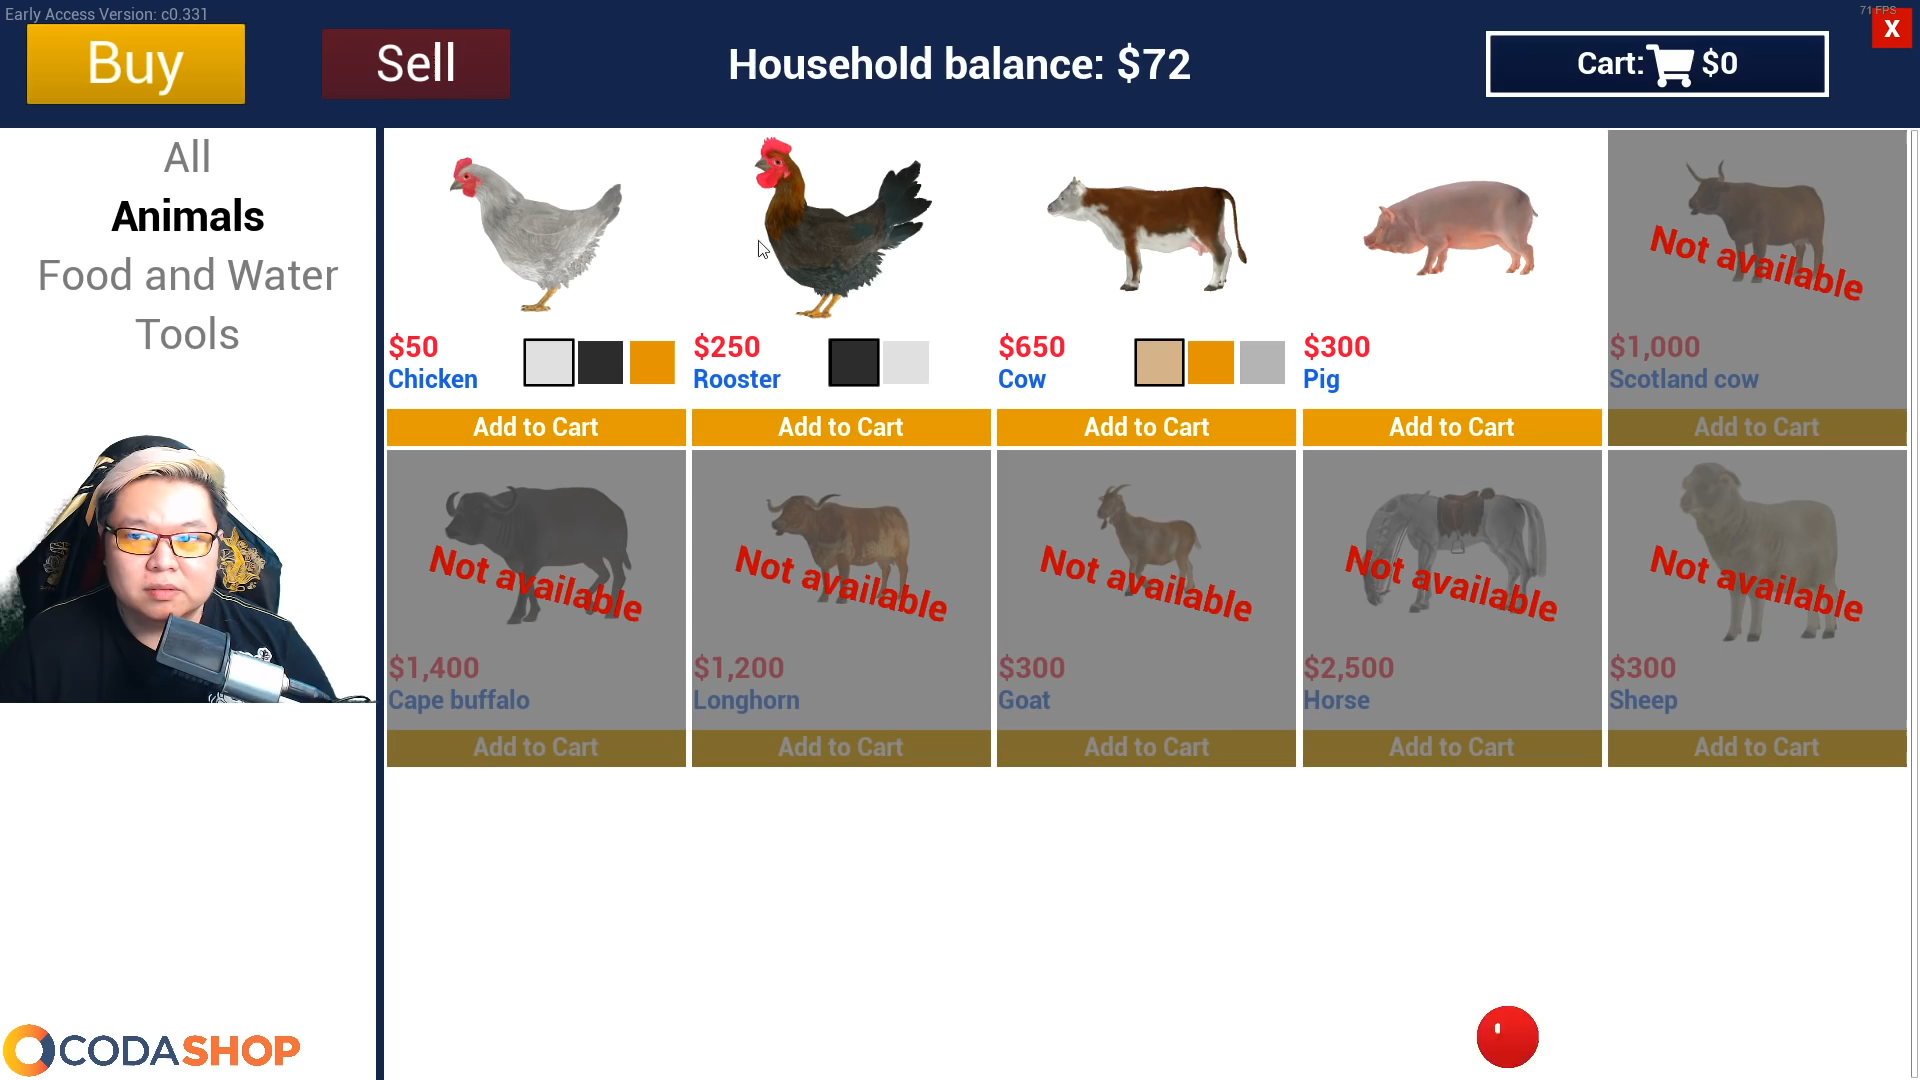 Early Access Version: c0.331
71 FPS
X
Buy
Sell
Household balance: $72
Cart: $0
All
Animals
Food and Water
Tools
$50
Chicken
Add to Cart
$250
Rooster
Add to Cart
$650
Cow
Add to Cart
$300
Pig
Add to Cart
Not available
$1,000
Scotland cow
Add to Cart
Not available
$1,400
Cape buffalo
Add to Cart
Not available
$1,200
Longhorn
Add to Cart
Not available
$300
Goat
Add to Cart
Not available
$2,500
Horse
Add to Cart
Not available
$300
Sheep
Add to Cart
CODASHOP